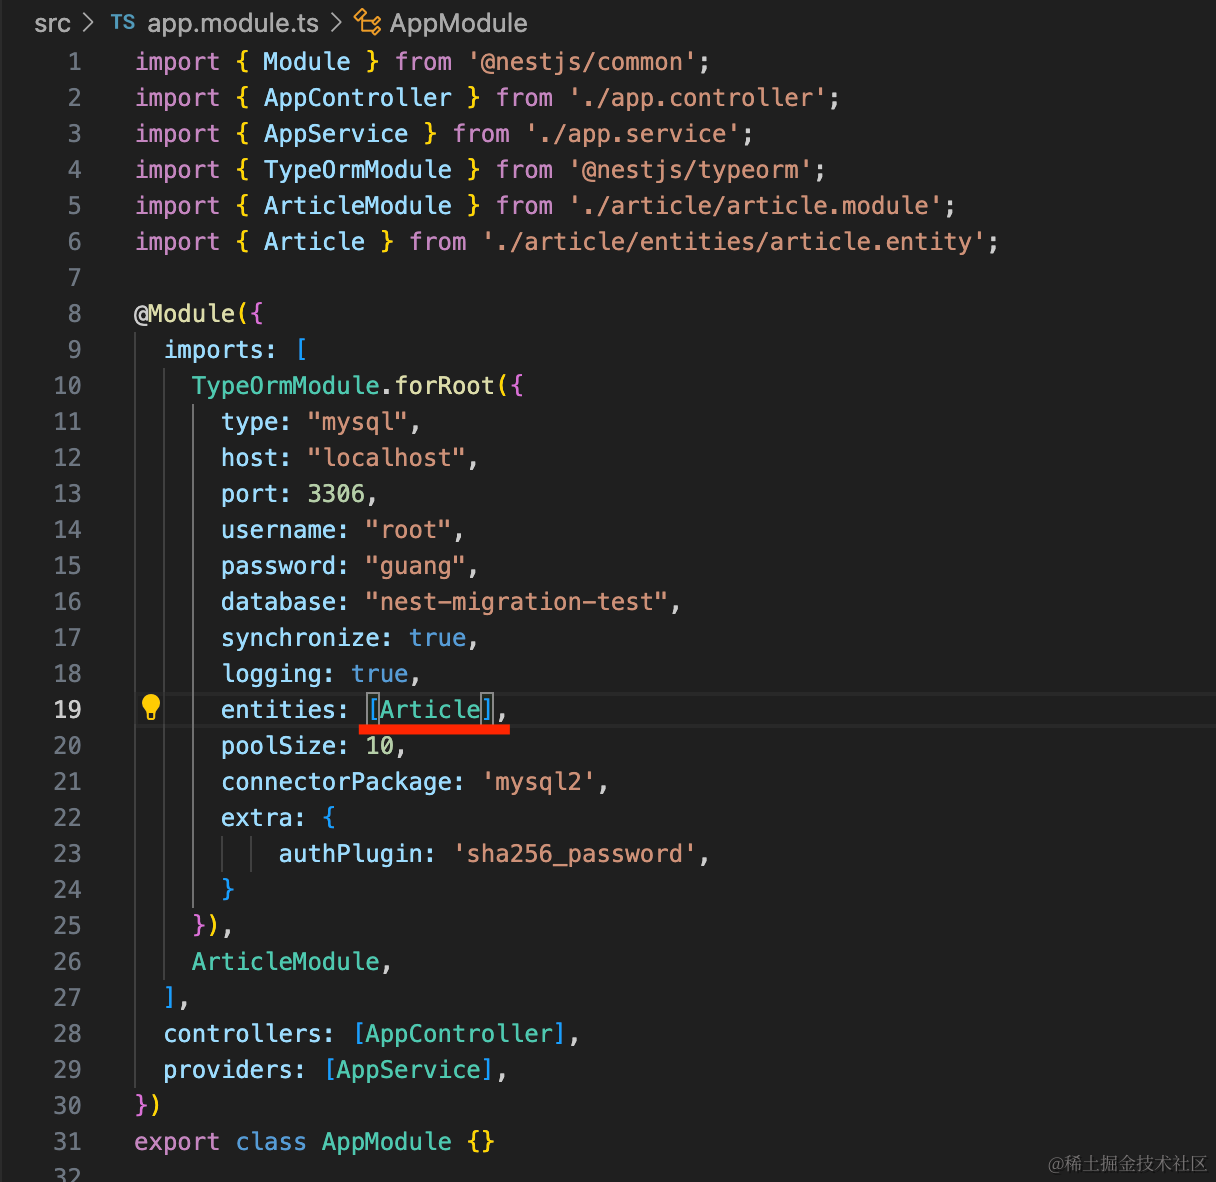 src > TS app.module.ts > AppModule
1 import { Module } from '@nestjs/common';
2 import { AppController } from './app.controller';
3 import { AppService } from './app.service';
4 import { TypeOrmModule } from '@nestjs/typeorm';
5 import { ArticleModule } from './article/article.module';
6 import { Article } from './article/entities/article.entity';
7
8 @Module({
9   imports: [
10     TypeOrmModule.forRoot({
11       type: "mysql",
12       host: "localhost",
13       port: 3306,
14       username: "root",
15       password: "guang",
16       database: "nest-migration-test",
17       synchronize: true,
18       logging: true,
19       entities: [Article],
20       poolSize: 10,
21       connectorPackage: 'mysql2',
22       extra: {
23           authPlugin: 'sha256_password',
24       }
25     }),
26     ArticleModule,
27   ],
28   controllers: [AppController],
29   providers: [AppService],
30 })
31 export class AppModule {}
32
@稀土掘金技术社区